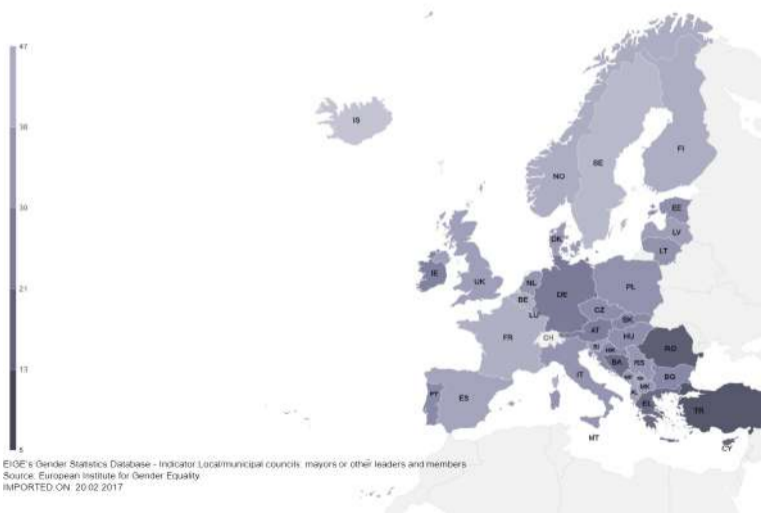 47
38
30
21
13
5
IS
NO
SE
FI
EE
LV
LT
DK
IE
UK
NL
BE
LU
DE
PL
CZ
SK
AT
HU
FR
CH
SI
HR
BA
RS
RO
BG
IT
MK
EL
TR
PT
ES
MT
CY
EIGE's Gender Statistics Database - Indicator:Local/municipal councils: mayors or other leaders and members
Source: European Institute for Gender Equality
IMPORTED ON: 20.02.2017